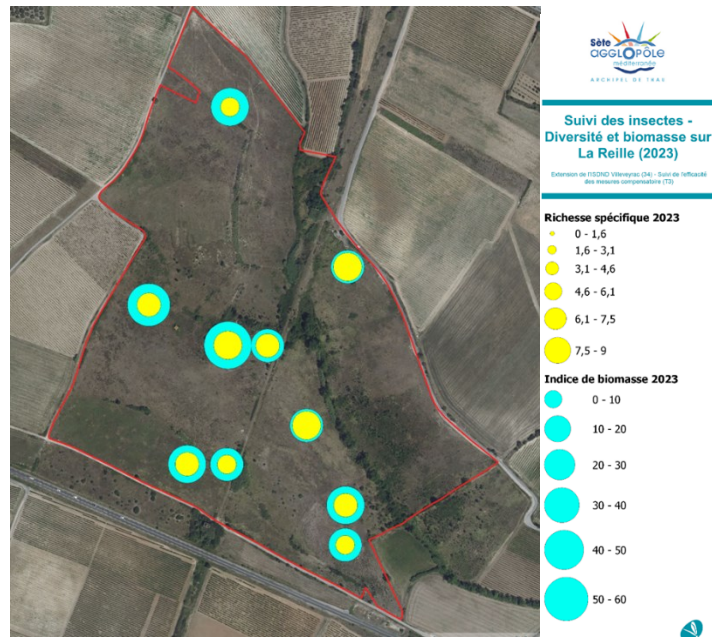 Sète
AGGLOPÔLE
méditerranée
ARCHIPEL DE THAU
Suivi des insectes -
Diversité et biomasse sur
La Reille (2023)
Extension de l'ISDND Villeveyrac (34) - Suivi de l'efficacité
des mesures compensatoire (T3)
Richesse spécifique 2023
0 - 1,6
1,6 - 3,1
3,1 - 4,6
4,6 - 6,1
6,1 - 7,5
7,5 - 9
Indice de biomasse 2023
0 - 10
10 - 20
20 - 30
30 - 40
40 - 50
50 - 60